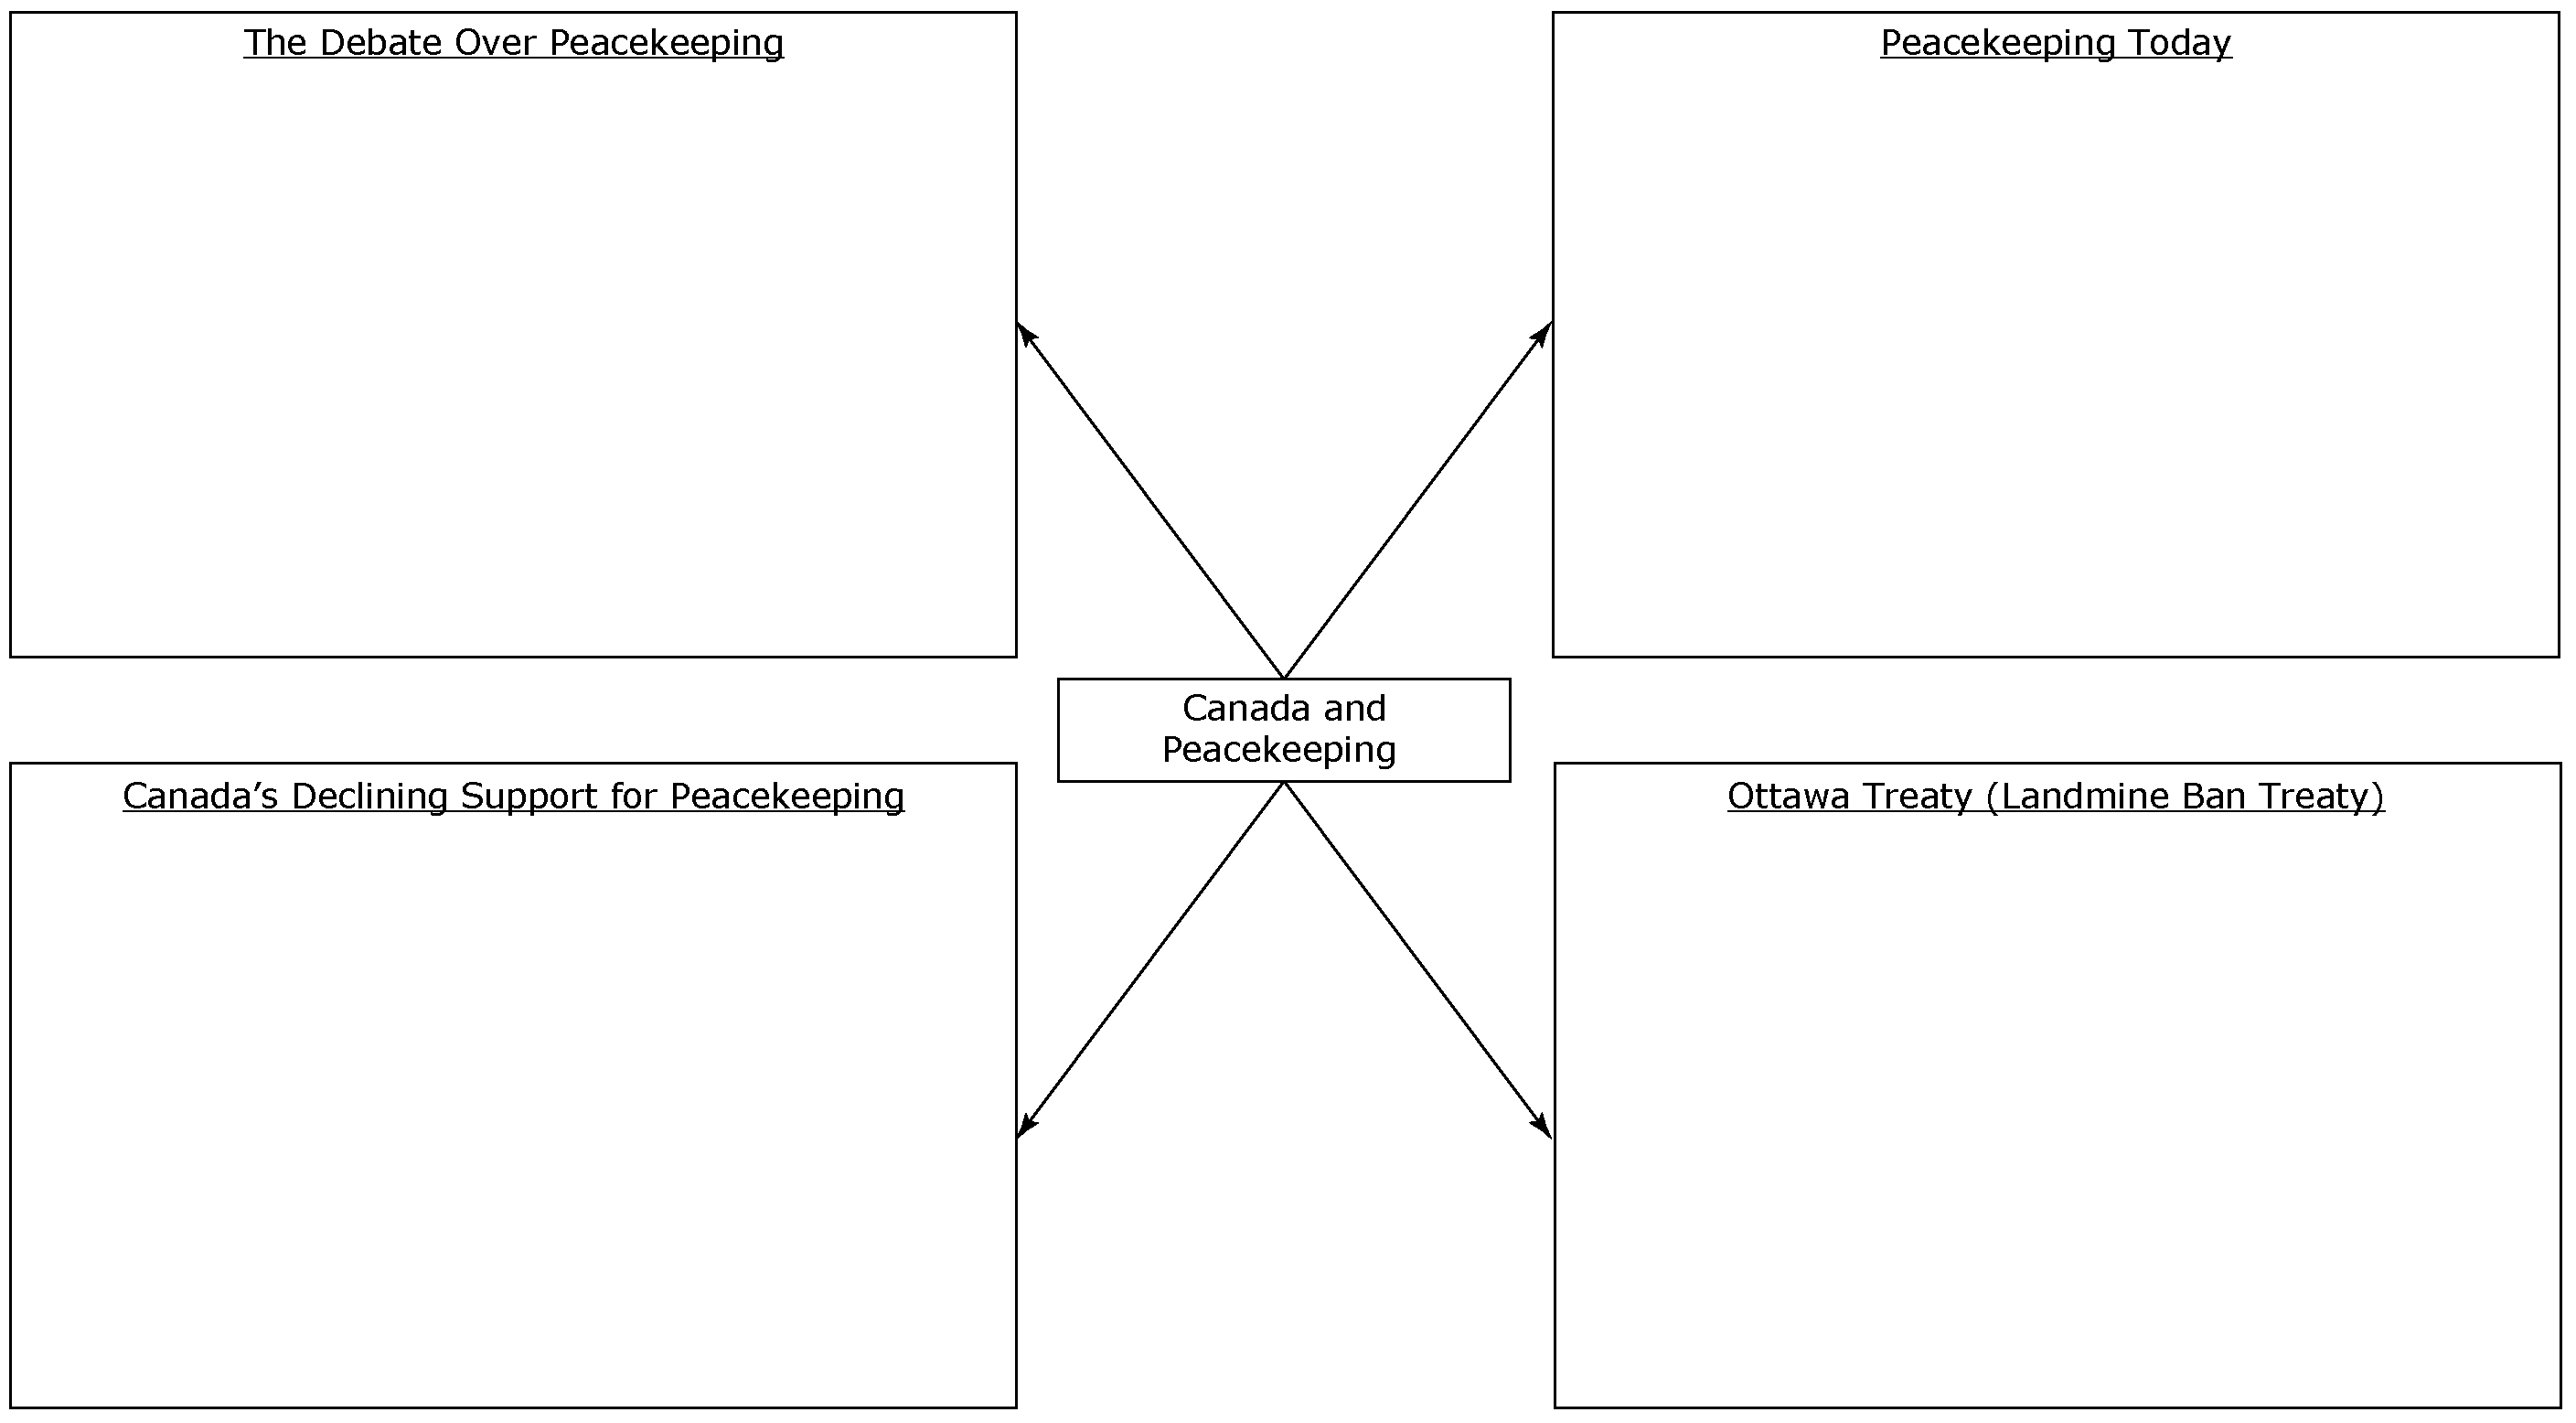 The Debate Over Peacekeeping
Peacekeeping Today
Canada and
Peacekeeping
Canada’s Declining Support for Peacekeeping
Ottawa Treaty (Landmine Ban Treaty)